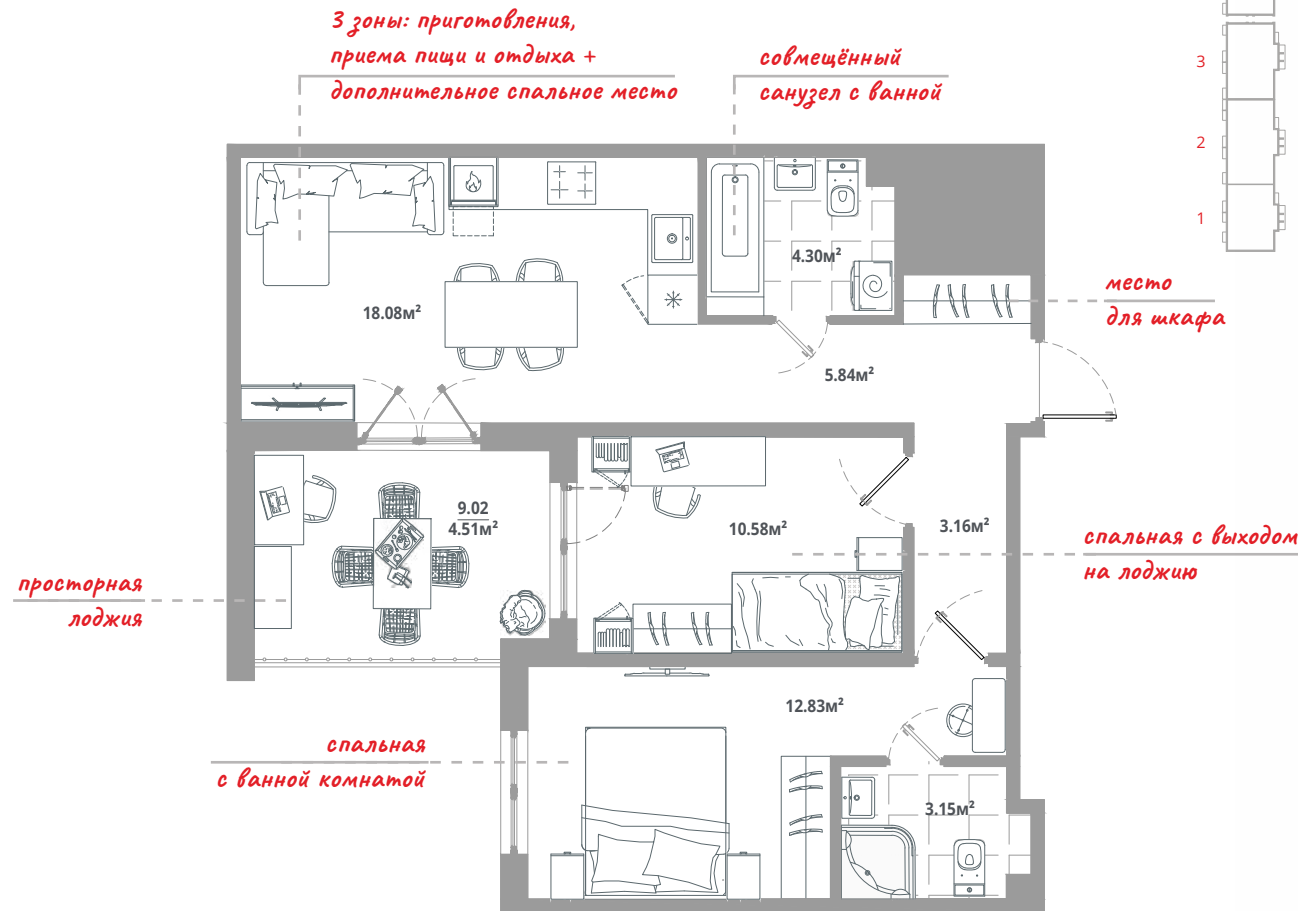 3 зоны: приготовления,
приема пищи и отдыха +
дополнительное спальное место
совмещённый
санузел с ванной
3
2
1
4.30м²
место
для шкафа
18.08м²
5.84м²
9.02
4.51м²
10.58м²
3.16м²
спальная с выходом
на лоджию
просторная
лоджия
12.83м²
спальная
с ванной комнатой
3.15м²